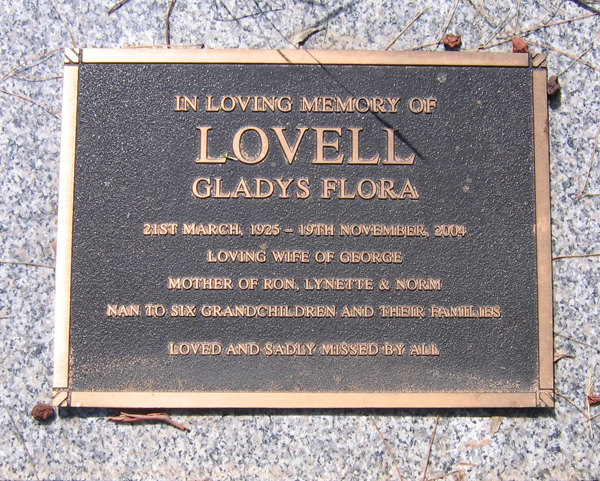 IN LOVING MEMORY OF
LOVELL
GLADYS FLORA
21ST MARCH, 1925 – 19TH NOVEMBER, 2004
LOVING WIFE OF GEORGE
MOTHER OF RON, LYNETTE & NORM
NAN TO SIX GRANDCHILDREN AND THEIR FAMILIES
LOVED AND SADLY MISSED BY ALL